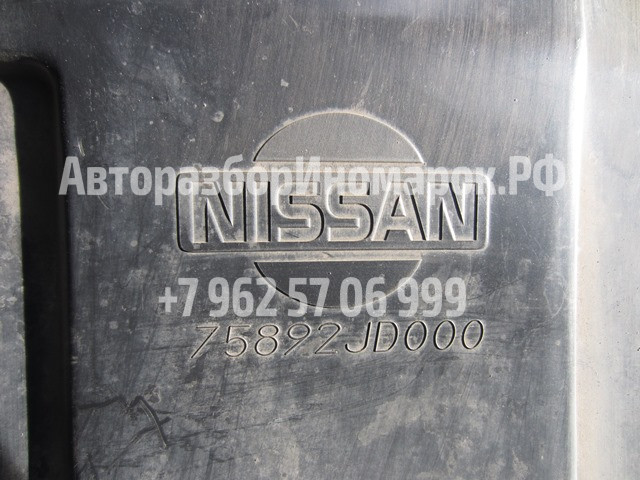 АвторазборИномарок.РФ
NISSAN
+7 962 57 06 999
75892JD000